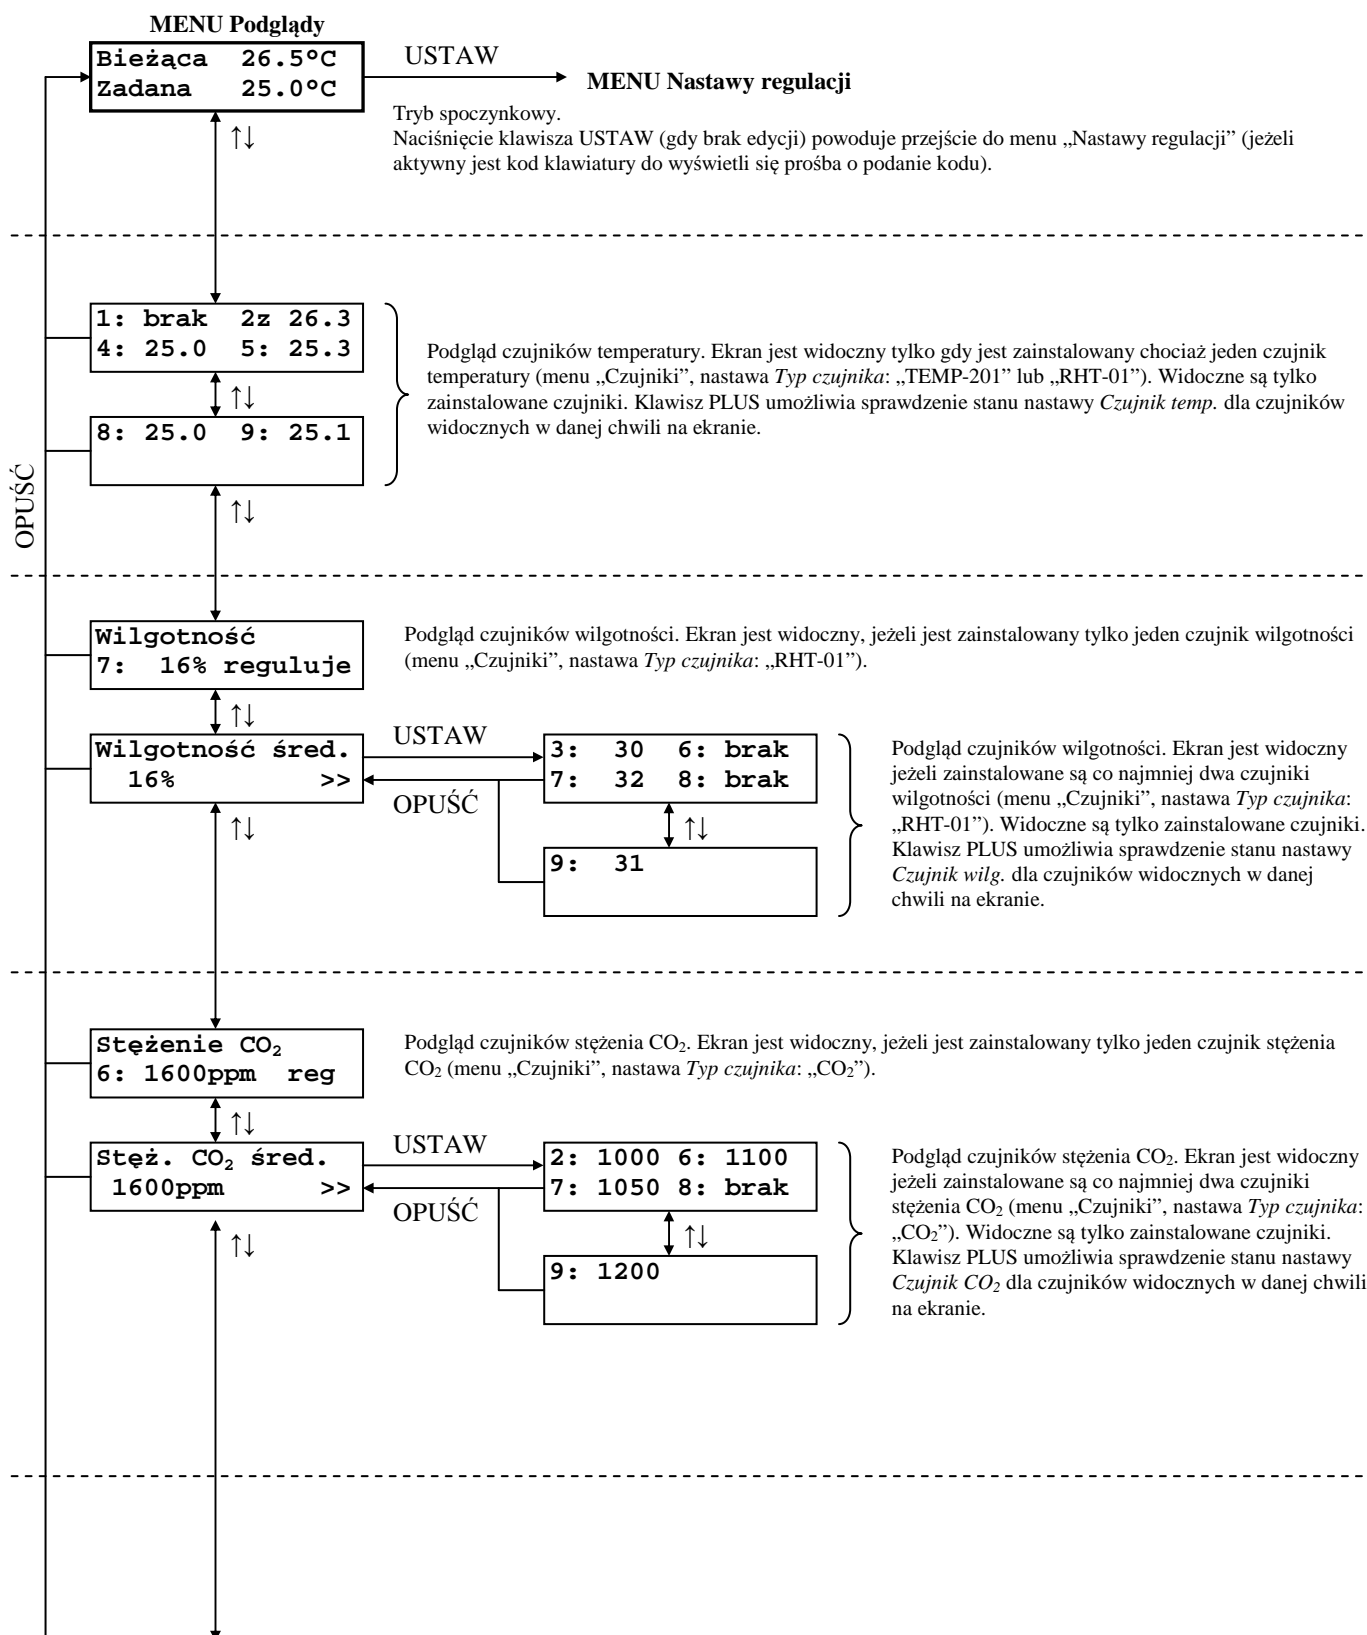 MENU Podglądy
Bieżąca  26.5°C
Zadana   25.0°C
USTAW
MENU Nastawy regulacji
Tryb spoczynkowy.
Naciśnięcie klawisza USTAW (gdy brak edycji) powoduje przejście do menu „Nastawy regulacji” (jeżeli
aktywny jest kod klawiatury do wyświetli się prośba o podanie kodu).
↑↓
1: brak  2z 26.3
4: 25.0  5: 25.3
↑↓
8: 25.0  9: 25.1
Podgląd czujników temperatury. Ekran jest widoczny tylko gdy jest zainstalowany chociaż jeden czujnik
temperatury (menu „Czujniki”, nastawa Typ czujnika: „TEMP-201” lub „RHT-01”). Widoczne są tylko
zainstalowane czujniki. Klawisz PLUS umożliwia sprawdzenie stanu nastawy Czujnik temp. dla czujników
widocznych w danej chwili na ekranie.
OPUŚĆ
↑↓
Wilgotność
7:  16% reguluje
Podgląd czujników wilgotności. Ekran jest widoczny, jeżeli jest zainstalowany tylko jeden czujnik wilgotności
(menu „Czujniki”, nastawa Typ czujnika: „RHT-01”).
↑↓
Wilgotność śred.
16%         >>
USTAW
OPUŚĆ
3:  30  6: brak
7:  32  8: brak
↑↓
9:  31
Podgląd czujników wilgotności. Ekran jest widoczny
jeżeli zainstalowane są co najmniej dwa czujniki
wilgotności (menu „Czujniki”, nastawa Typ czujnika:
„RHT-01”). Widoczne są tylko zainstalowane czujniki.
Klawisz PLUS umożliwia sprawdzenie stanu nastawy
Czujnik wilg. dla czujników widocznych w danej
chwili na ekranie.
↑↓
Stężenie CO₂
6: 1600ppm  reg
Podgląd czujników stężenia CO₂. Ekran jest widoczny, jeżeli jest zainstalowany tylko jeden czujnik stężenia
CO₂ (menu „Czujniki”, nastawa Typ czujnika: „CO₂”).
↑↓
Stęż. CO₂ śred.
1600ppm      >>
USTAW
OPUŚĆ
2: 1000 6: 1100
7: 1050 8: brak
↑↓
9: 1200
Podgląd czujników stężenia CO₂. Ekran jest widoczny
jeżeli zainstalowane są co najmniej dwa czujniki
stężenia CO₂ (menu „Czujniki”, nastawa Typ czujnika:
„CO₂”). Widoczne są tylko zainstalowane czujniki.
Klawisz PLUS umożliwia sprawdzenie stanu nastawy
Czujnik CO₂ dla czujników widocznych w danej chwili
na ekranie.
↑↓